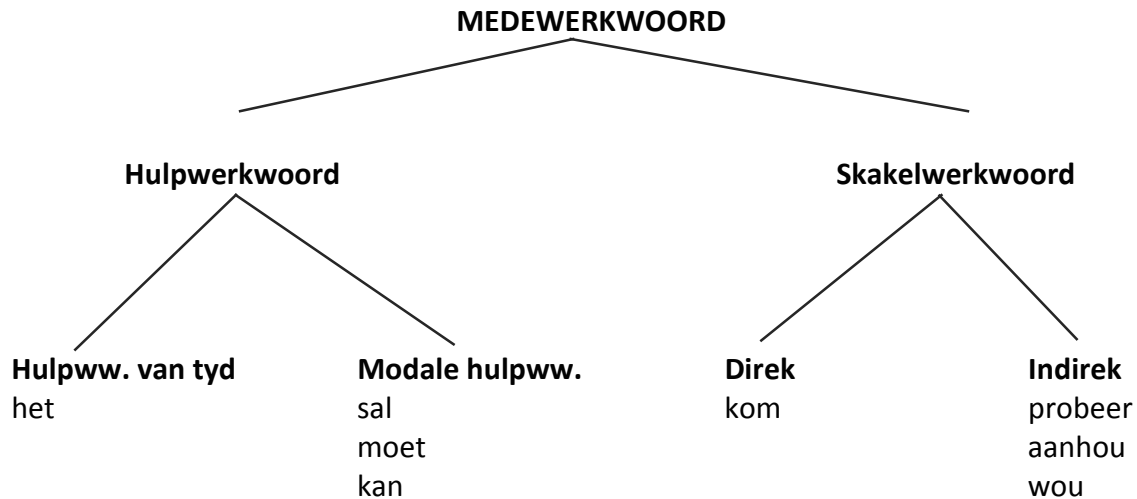 MEDEWERKWOORD
Hulpwerkwoord Skakelwerkwoord
Hulpww. van tyd Modale hulpww. Direk Indirek
het sal kom probeer
moet aanhou
kan wou